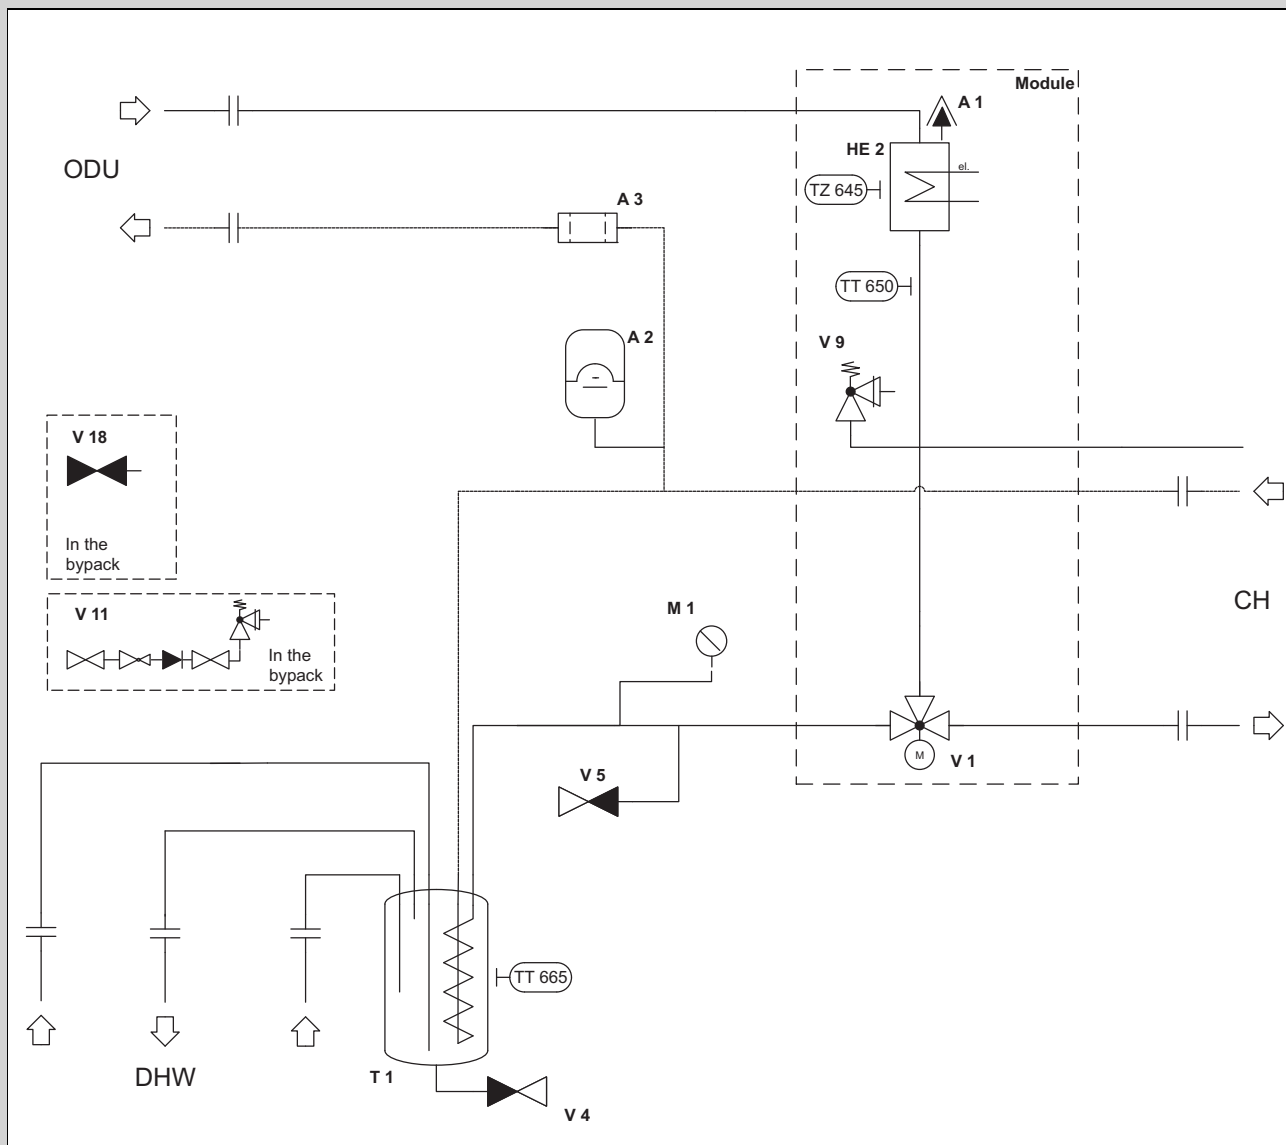 Module
A 1
ODU
HE 2
el.
TZ 645
A 3
TT 650
A 2
V 9
V 18
In the
bypack
V 11
In the
bypack
M 1
CH
V 5
M
V 1
TT 665
DHW
T 1
V 4